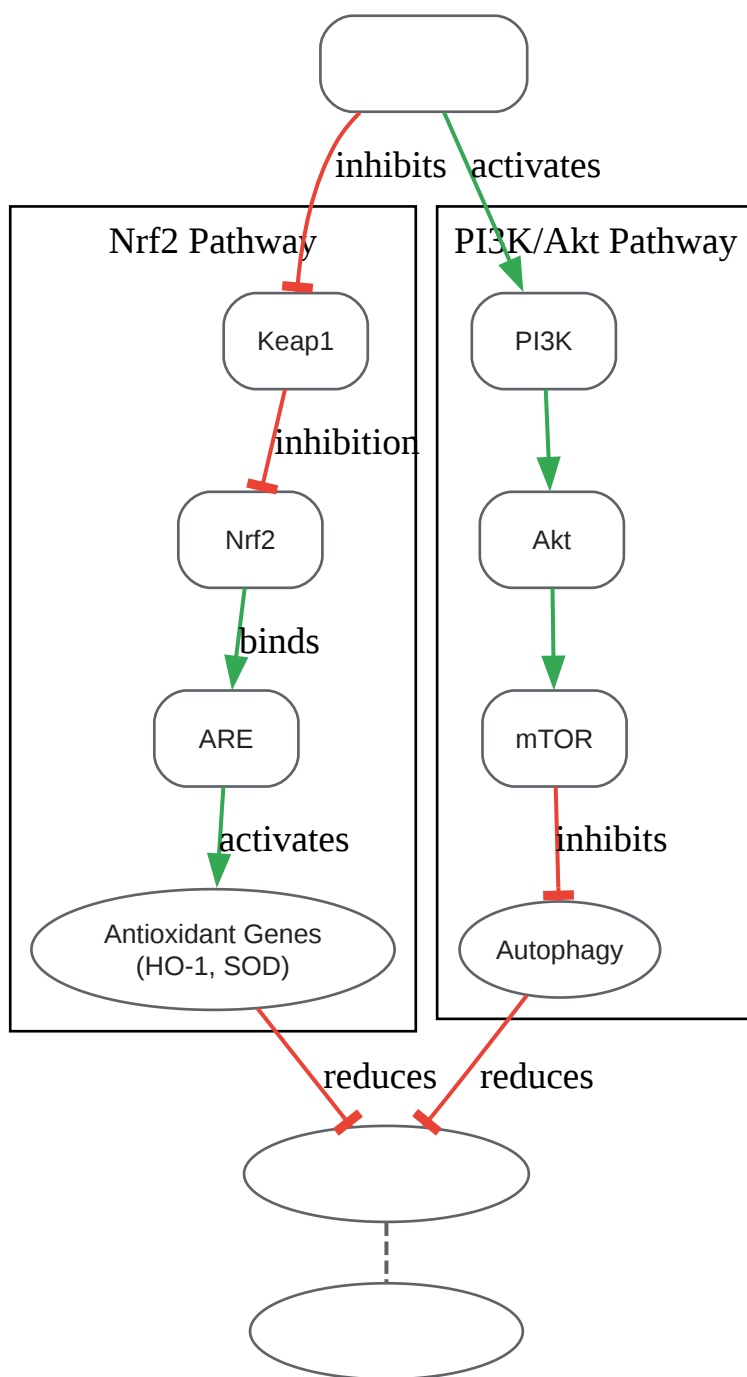 inhibits
activates
Nrf2 Pathway
PI3K/Akt Pathway
Keap1
PI3K
inhibition
Nrf2
Akt
binds
ARE
mTOR
activates
inhibits
Antioxidant Genes
(HO-1, SOD)
Autophagy
reduces
reduces